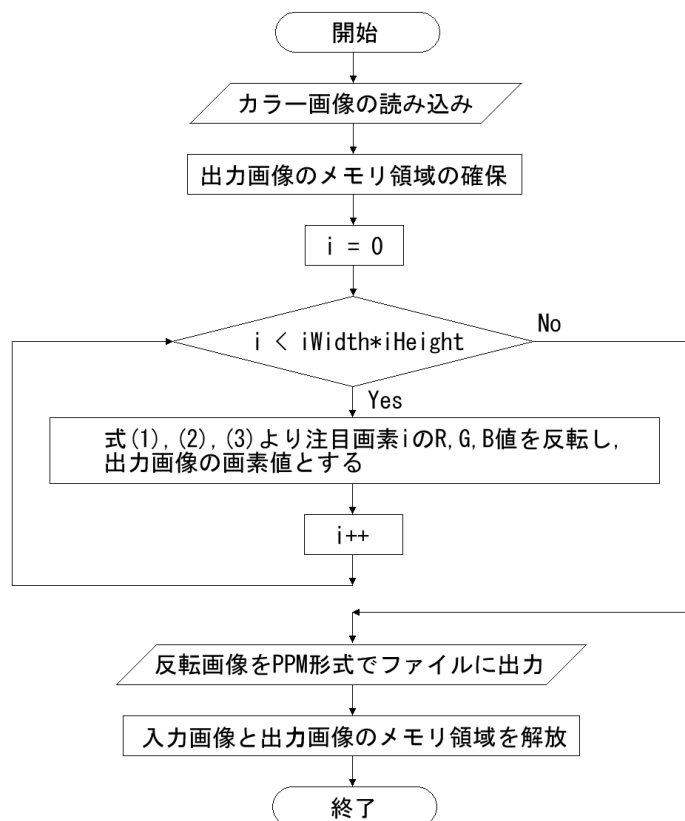 開始
カラー画像の読み込み
出力画像のメモリ領域の確保
i = 0
i < iWidth*iHeight
No
Yes
式(1),(2),(3)より注目画素iのR,G,B値を反転し,
出力画像の画素値とする
i++
反転画像をPPM形式でファイルに出力
入力画像と出力画像のメモリ領域を解放
終了